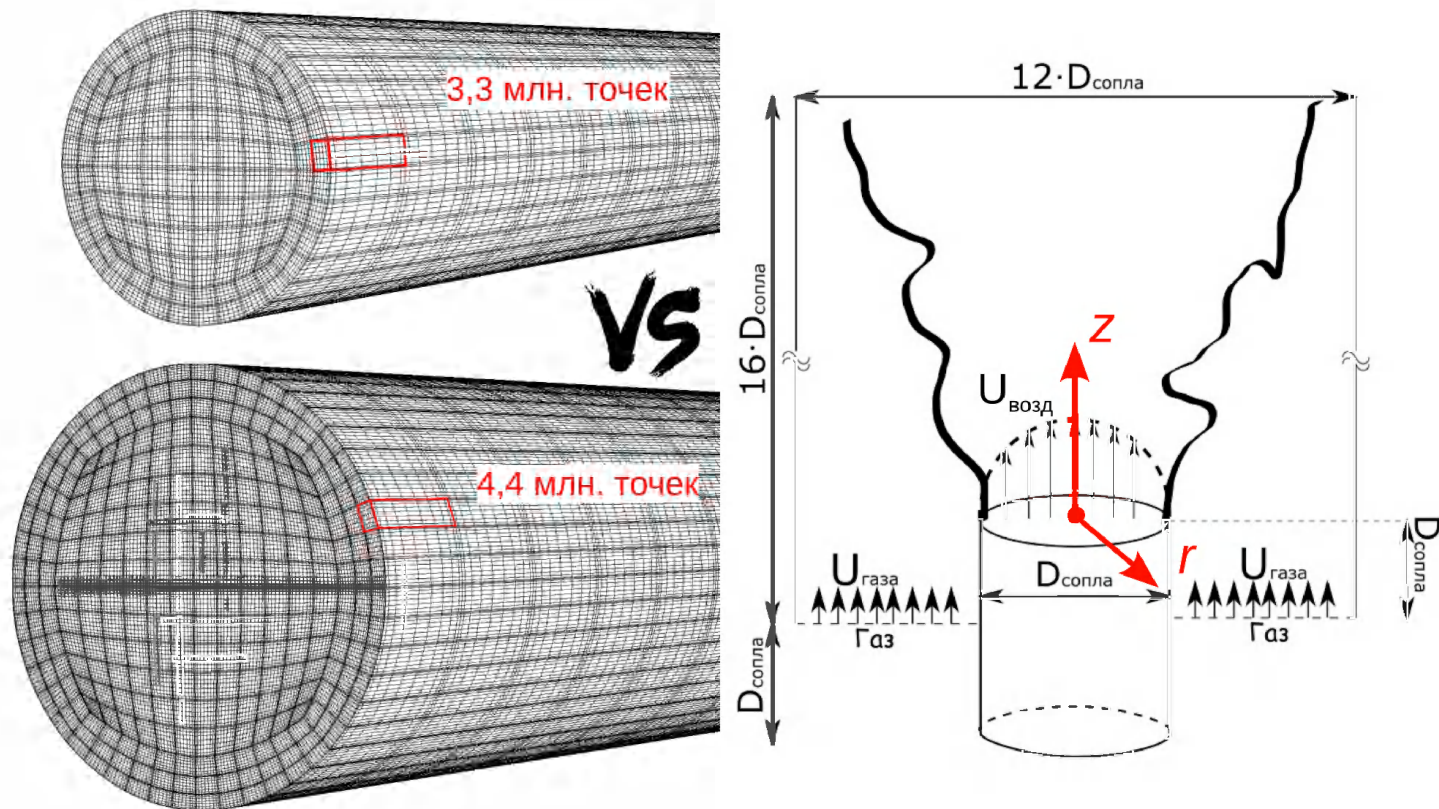 3,3 млн. точек
VS
4,4 млн. точек
12·Dсопла
16·Dсопла
z
Uвозд
r
Uгаза
Dсопла
Uгаза
Dсопла
Газ
Газ
Dсопла